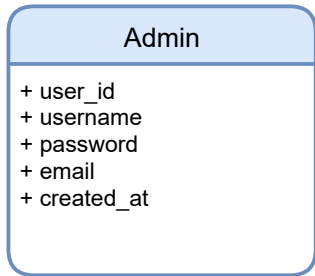 Admin
+ user_id
+ username
+ password
+ email
+ created_at